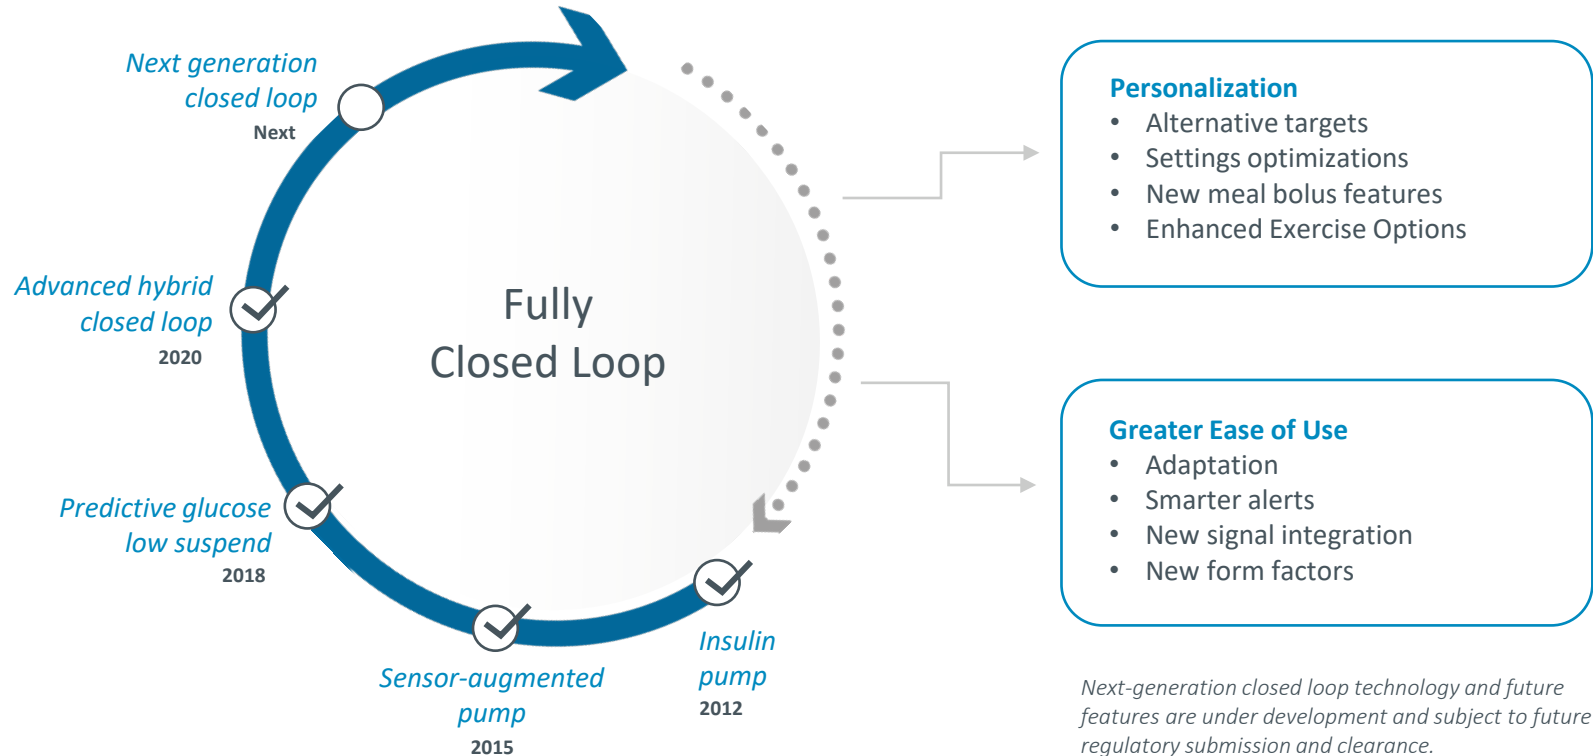 Next generation
closed loop
Next
Advanced hybrid
closed loop
2020
Predictive glucose
low suspend
2018
Sensor-augmented
pump
2015
Insulin
pump
2012
Fully
Closed Loop
Personalization
• Alternative targets
• Settings optimizations
• New meal bolus features
• Enhanced Exercise Options
Greater Ease of Use
• Adaptation
• Smarter alerts
• New signal integration
• New form factors
Next-generation closed loop technology and future
features are under development and subject to future
regulatory submission and clearance.